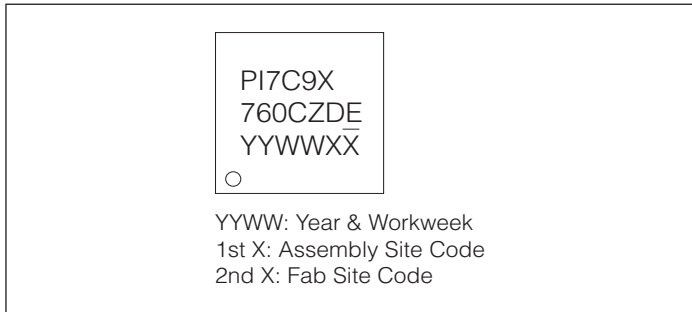 PI7C9X
760CZDE
YYWWXX̅
YYWW: Year & Workweek
1st X: Assembly Site Code
2nd X: Fab Site Code